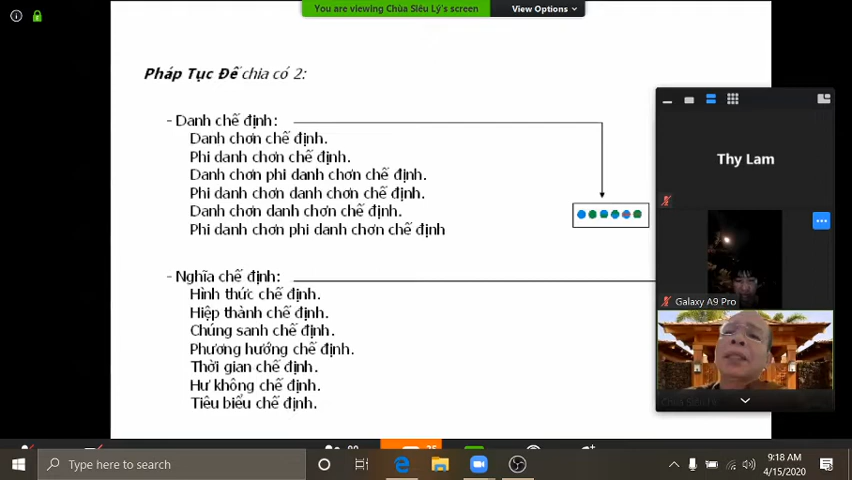 You are viewing Chùa Siêu Lý's screen
View Options
Pháp Tục Đế chia có 2:
- Danh chế định:
Danh chơn chế định.
Phi danh chơn chế định.
Danh chơn phi danh chơn chế định.
Phi danh chơn danh chơn chế định.
Danh chơn danh chơn chế định.
Phi danh chơn phi danh chơn chế định
- Nghĩa chế định:
Hình thức chế định.
Hiệp thành chế định.
Chúng sanh chế định.
Phương hướng chế định.
Thời gian chế định.
Hư không chế định.
Tiêu biểu chế định.
Thy Lam
Galaxy A9 Pro
Type here to search
9:18 AM
4/15/2020